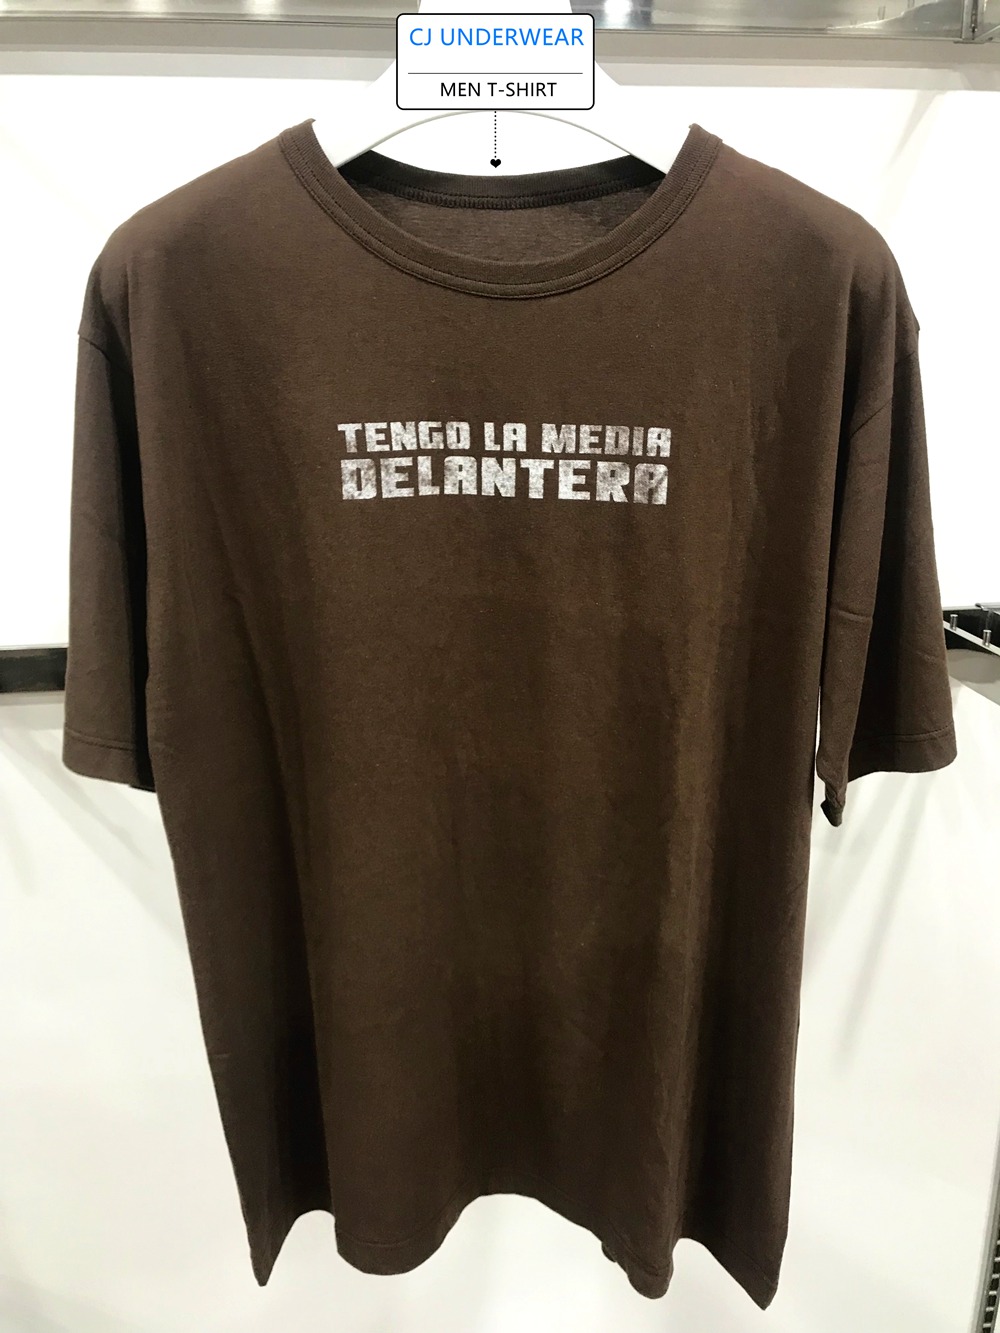 CJ UNDERWEAR
MEN T-SHIRT
TENGO LA MEDIA
DELANTERA